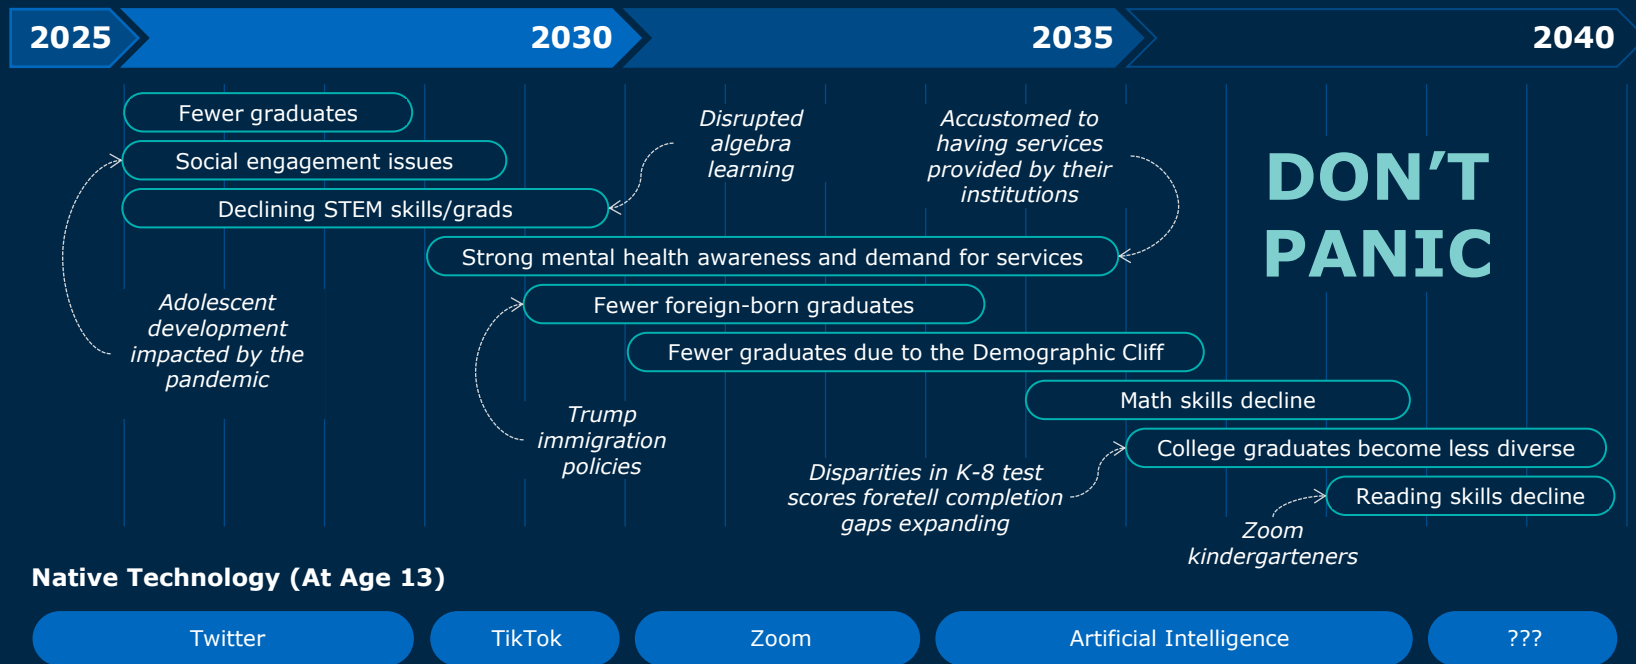 2025
2030
2035
2040
Fewer graduates
Social engagement issues
Declining STEM skills/grads
Disrupted
algebra
learning
Accustomed to
having services
provided by their
institutions
DON’T
PANIC
Strong mental health awareness and demand for services
Adolescent
development
impacted by the
pandemic
Fewer foreign-born graduates
Fewer graduates due to the Demographic Cliff
Trump
immigration
policies
Math skills decline
College graduates become less diverse
Disparities in K-8 test
scores foretell completion
gaps expanding
Reading skills decline
Zoom
kindergarteners
Native Technology (At Age 13)
Twitter
TikTok
Zoom
Artificial Intelligence
???